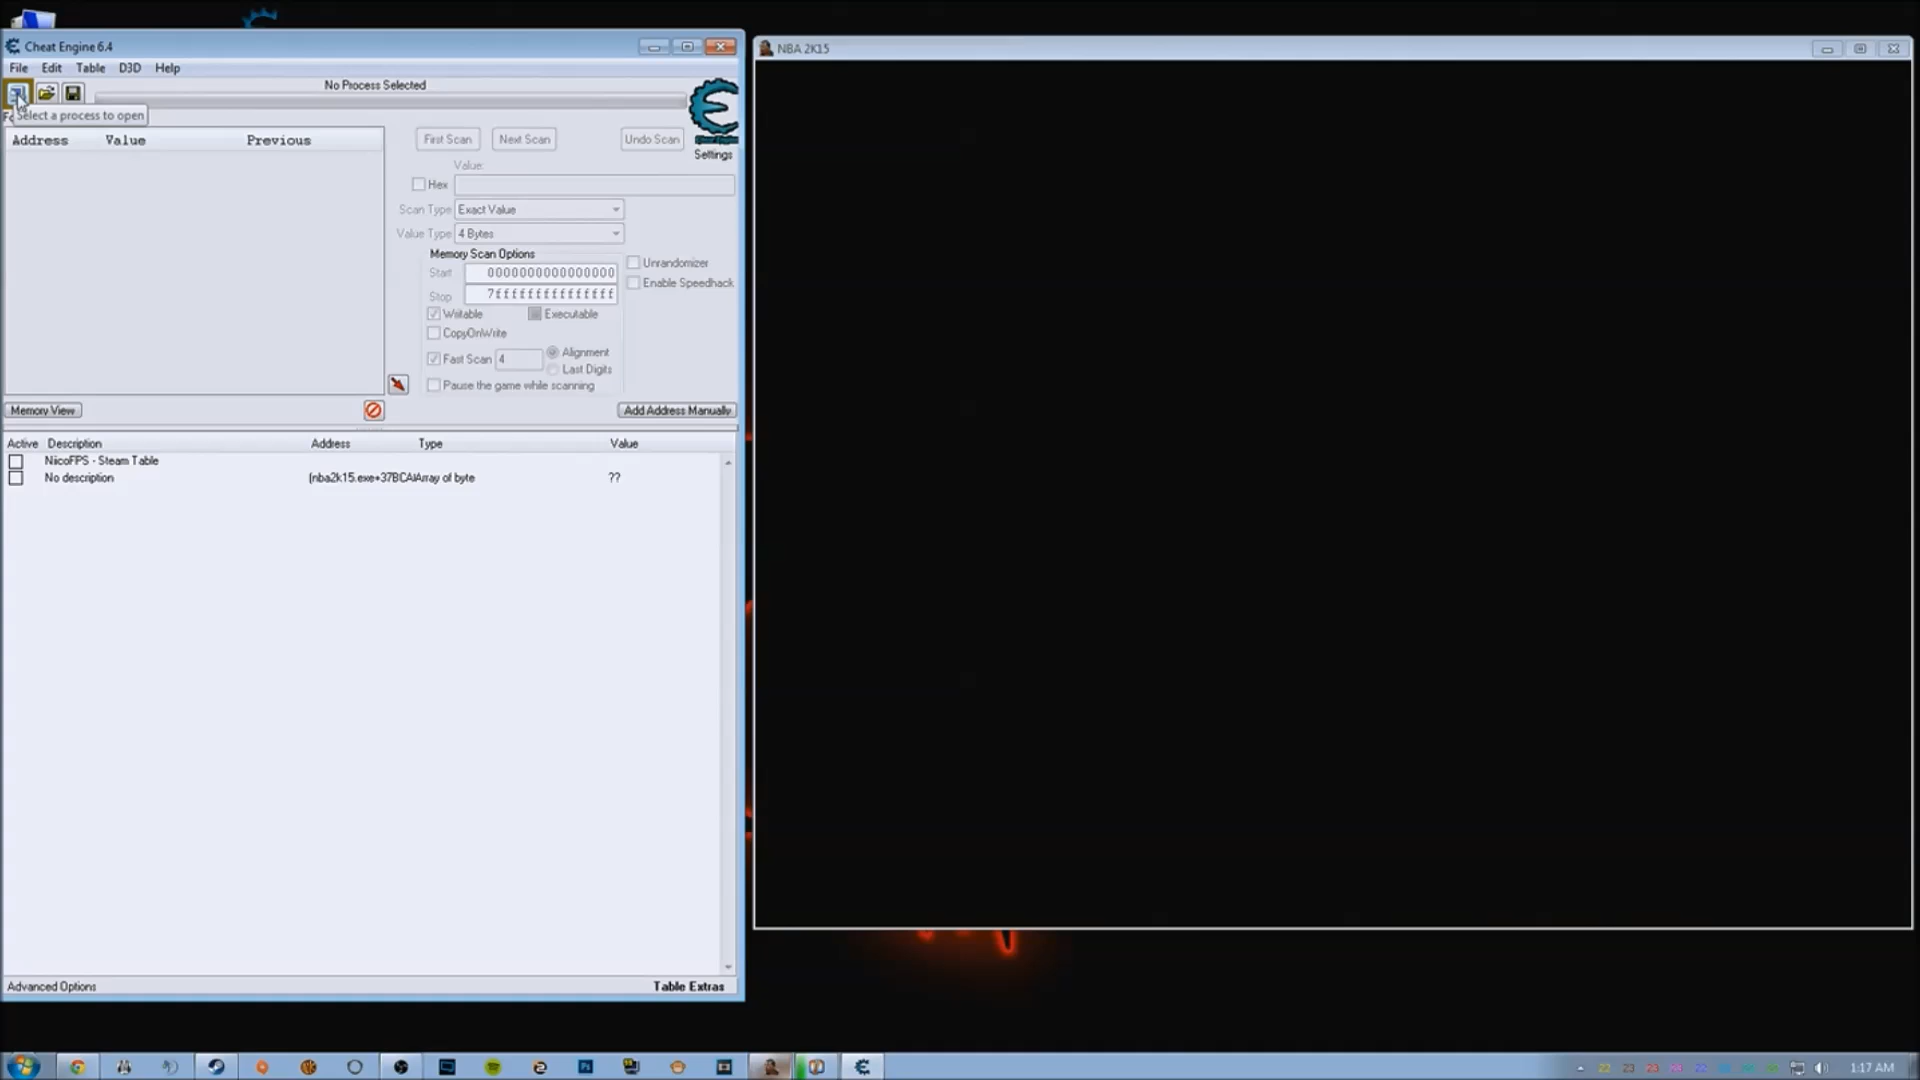 Cheat Engine 6.4
NBA 2K15
File Edit Table D3D Help
No Process Selected
Select a process to open
Address Value Previous
First Scan Next Scan Undo Scan
Settings
Value:
Hex
Scan Type Exact Value
Value Type 4 Bytes
Memory Scan Options
Start 0000000000000000
Unrandomizer
Enable Speedhack
Stop 7fffffffffffffff
Writable Executable
CopyOnWrite
Fast Scan 4 Alignment
Last Digits
Pause the game while scanning
Memory View Add Address Manually
Active Description Address Type Value
NiicoFPS - Steam Table
No description (nba2k15.exe+37BCA Array of byte ??
Advanced Options Table Extras
1:17 AM